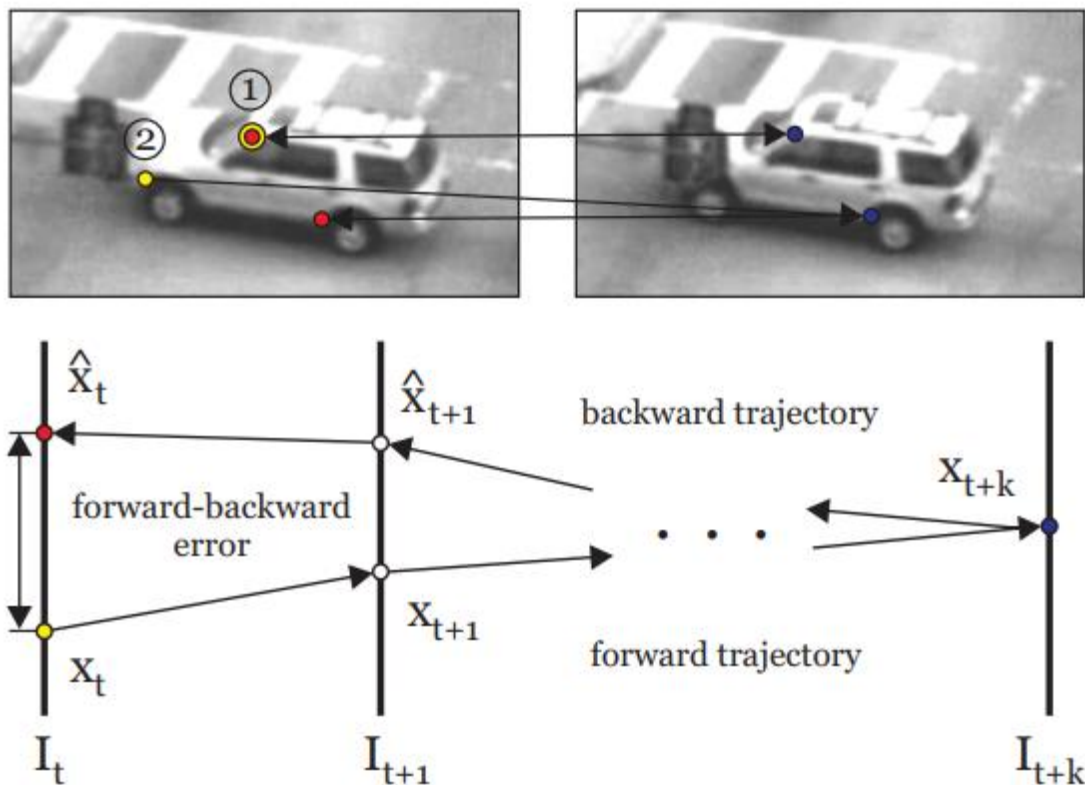 ①
②
x̂ₜ
x̂ₜ₊₁
backward trajectory
xₜ₊ₖ
forward-backward
error
. . .
xₜ₊₁
xₜ
forward trajectory
Iₜ
Iₜ₊₁
Iₜ₊ₖ